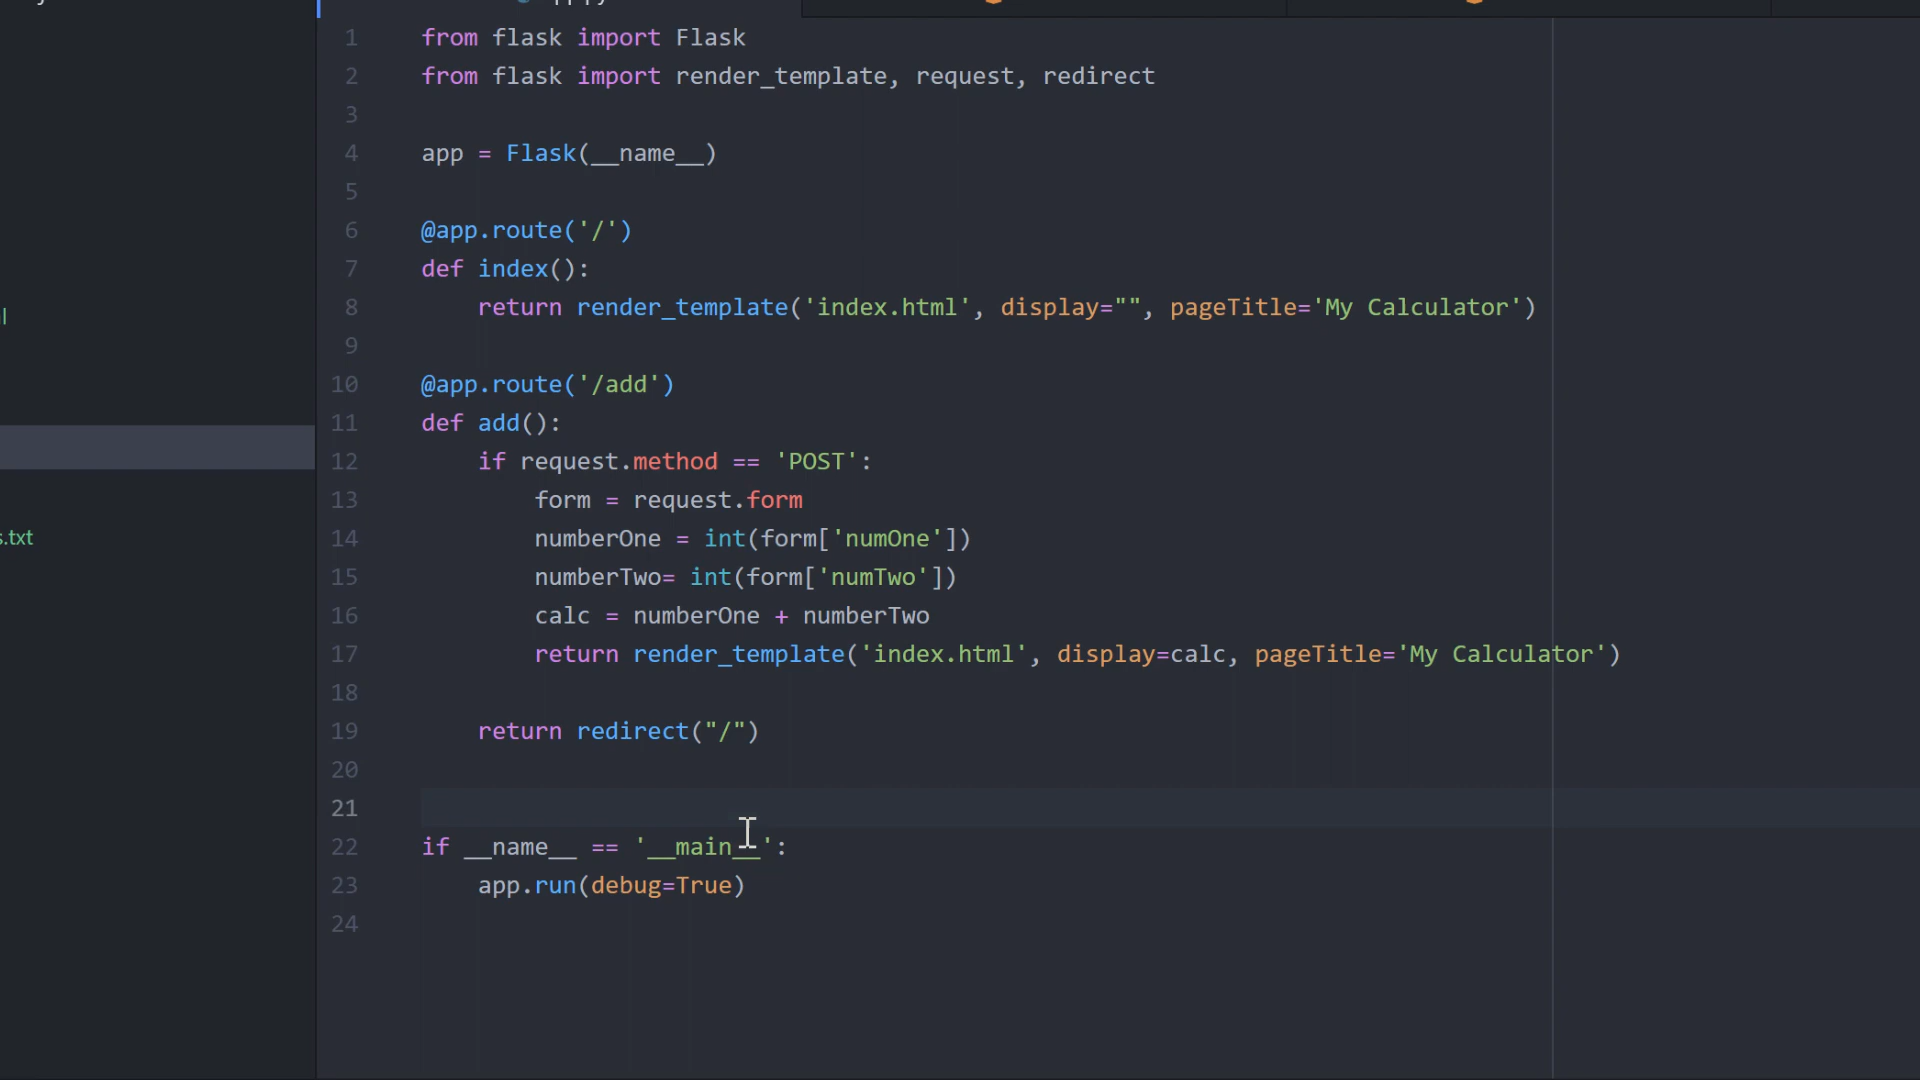 1 from flask import Flask
2 from flask import render_template, request, redirect
3
4 app = Flask(__name__)
5
6 @app.route('/')
7 def index():
8     return render_template('index.html', display="", pageTitle='My Calculator')
9
10 @app.route('/add')
11 def add():
12     if request.method == 'POST':
13         form = request.form
14         numberOne = int(form['numOne'])
15         numberTwo= int(form['numTwo'])
16         calc = numberOne + numberTwo
17         return render_template('index.html', display=calc, pageTitle='My Calculator')
18
19     return redirect("/")
20
21
22 if __name__ == '__main__':
23     app.run(debug=True)
24
l
s.txt